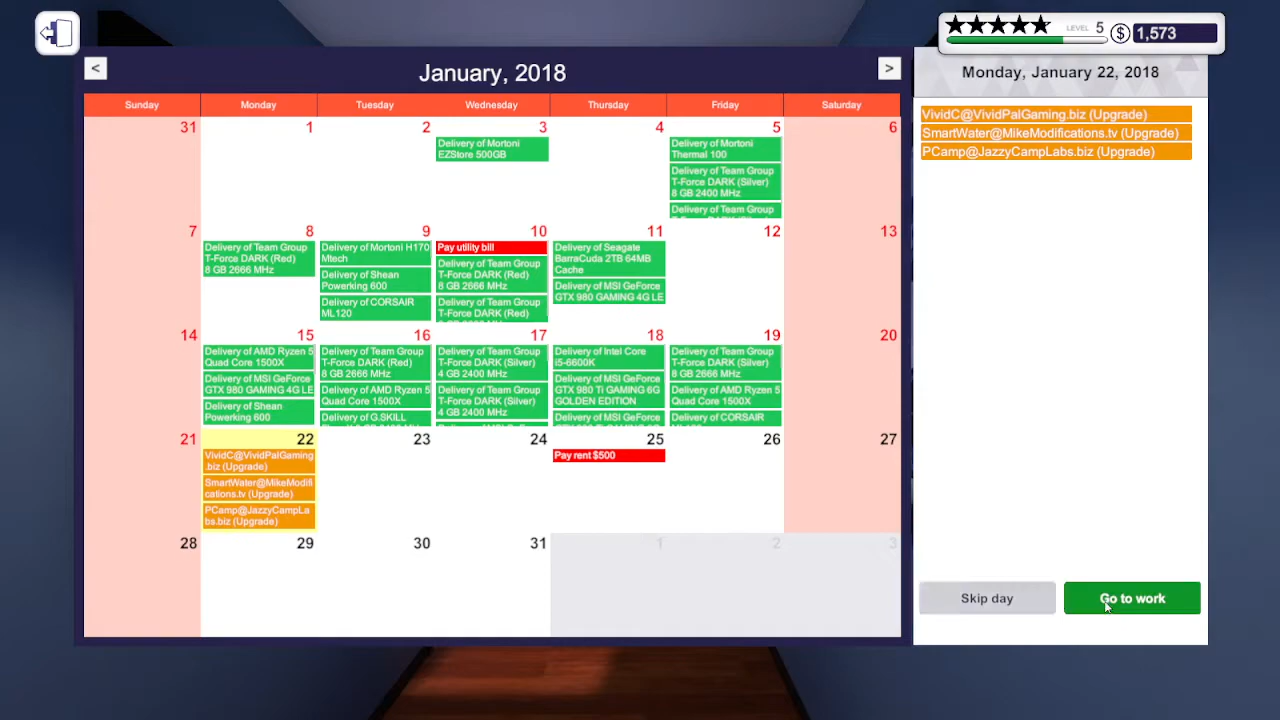 LEVEL 5
$ 1,573
< January, 2018 >
Monday, January 22, 2018
Sunday Monday Tuesday Wednesday Thursday Friday Saturday
31 1 2 3 4 5 6
Delivery of Mortoni
EZStore 500GB
Delivery of Mortoni
Thermal 100
Delivery of Team Group
T-Force DARK (Silver)
8 GB 2400 MHz
Delivery of Team Group
7 8 9 10 11 12 13
Delivery of Team Group
T-Force DARK (Red)
8 GB 2666 MHz
Delivery of Mortoni H170
Mtech
Delivery of Shean
Powerking 600
Delivery of CORSAIR
ML120
Pay utility bill
Delivery of Team Group
T-Force DARK (Red)
8 GB 2666 MHz
Delivery of Team Group
T-Force DARK (Red)
Delivery of Seagate
BarraCuda 2TB 64MB
Cache
Delivery of MSI GeForce
GTX 980 GAMING 4G LE
14 15 16 17 18 19 20
Delivery of AMD Ryzen 5
Quad Core 1500X
Delivery of MSI GeForce
GTX 980 GAMING 4G LE
Delivery of Shean
Powerking 600
Delivery of Team Group
T-Force DARK (Red)
8 GB 2666 MHz
Delivery of AMD Ryzen 5
Quad Core 1500X
Delivery of G.SKILL
Delivery of Team Group
T-Force DARK (Silver)
4 GB 2400 MHz
Delivery of Team Group
T-Force DARK (Silver)
4 GB 2400 MHz
Delivery of Intel Core
i5-6600K
Delivery of MSI GeForce
GTX 980 Ti GAMING 6G
GOLDEN EDITION
Delivery of MSI GeForce
Delivery of Team Group
T-Force DARK (Silver)
8 GB 2666 MHz
Delivery of AMD Ryzen 5
Quad Core 1500X
Delivery of CORSAIR
21 22 23 24 25 26 27
VividC@VividPalGaming
.biz (Upgrade)
SmartWater@MikeModifi
cations.tv (Upgrade)
PCamp@JazzyCampLa
bs.biz (Upgrade)
Pay rent $500
28 29 30 31 1 2 3
VividC@VividPalGaming.biz (Upgrade)
SmartWater@MikeModifications.tv (Upgrade)
PCamp@JazzyCampLabs.biz (Upgrade)
Skip day
Go to work